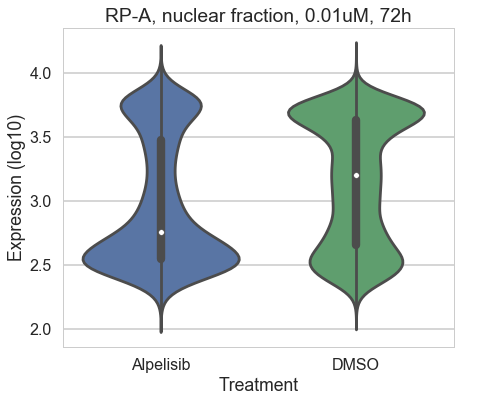 RP-A, nuclear fraction, 0.01uM, 72h
Expression (log10)
4.0
3.5
3.0
2.5
2.0
Alpelisib DMSO
Treatment